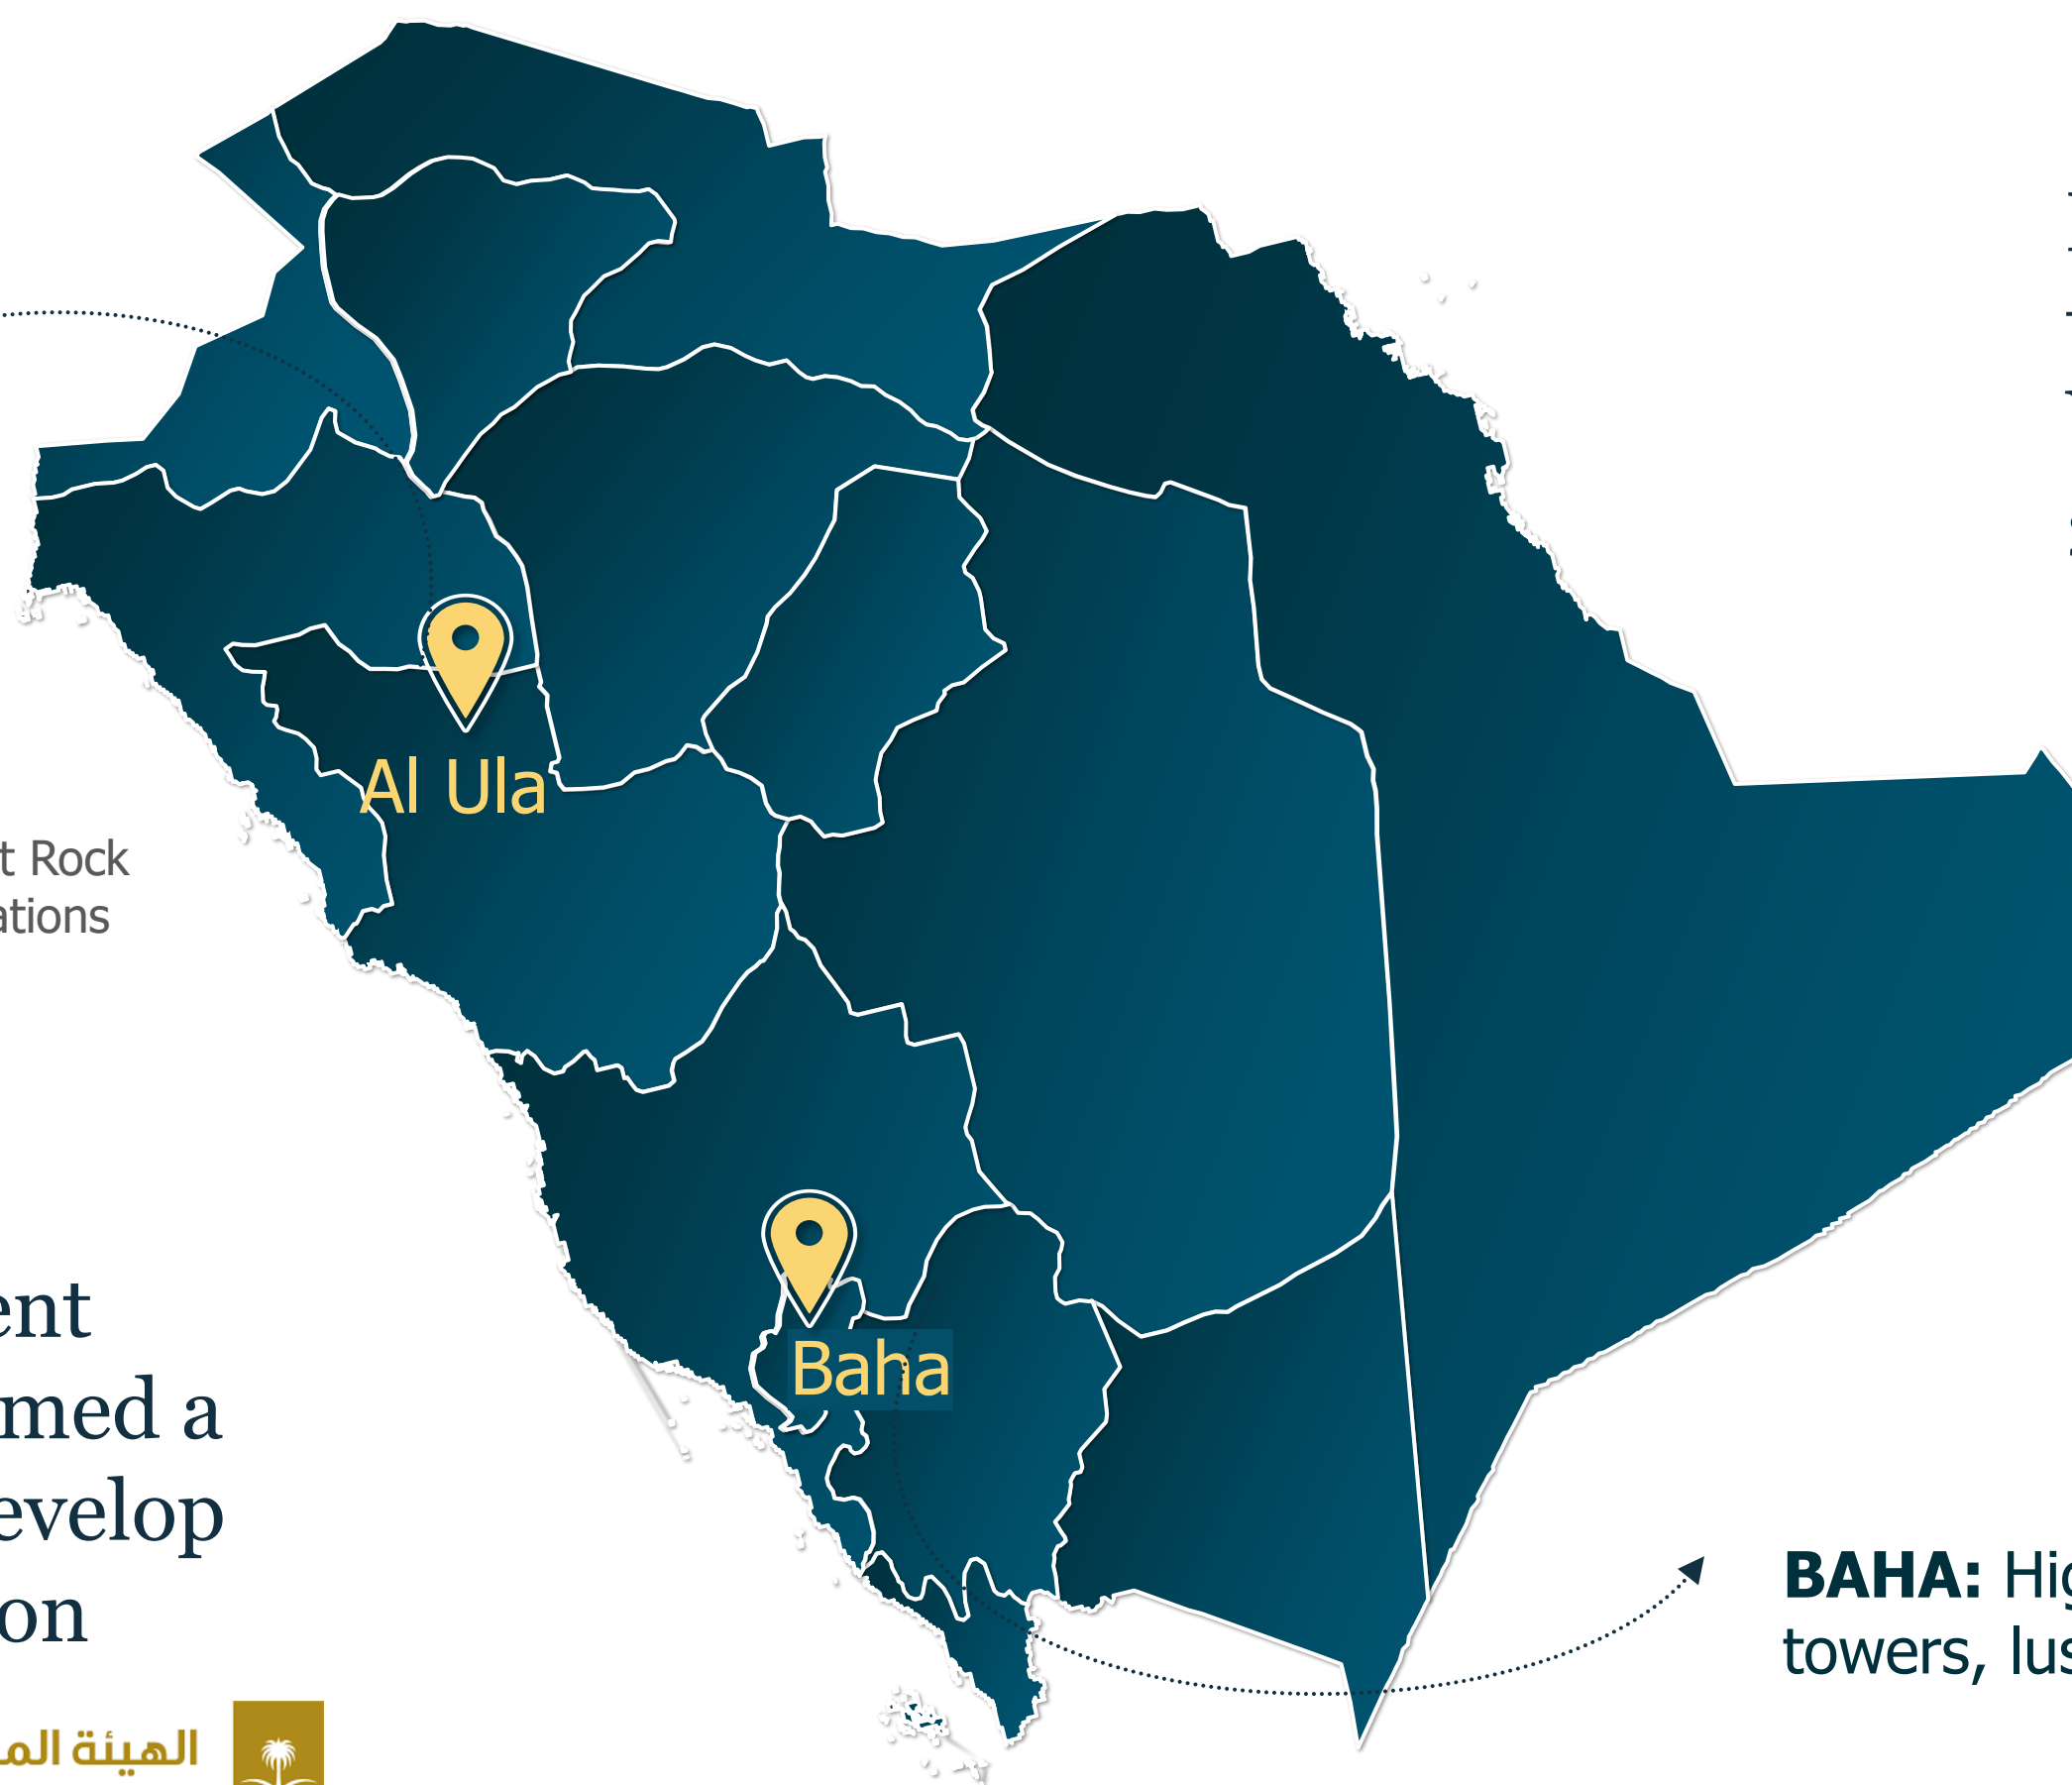 Al Ula
t Rock
ations
Baha
ent
med a
evelop
on
BAHA: Hig
towers, lus
الهيئة الم